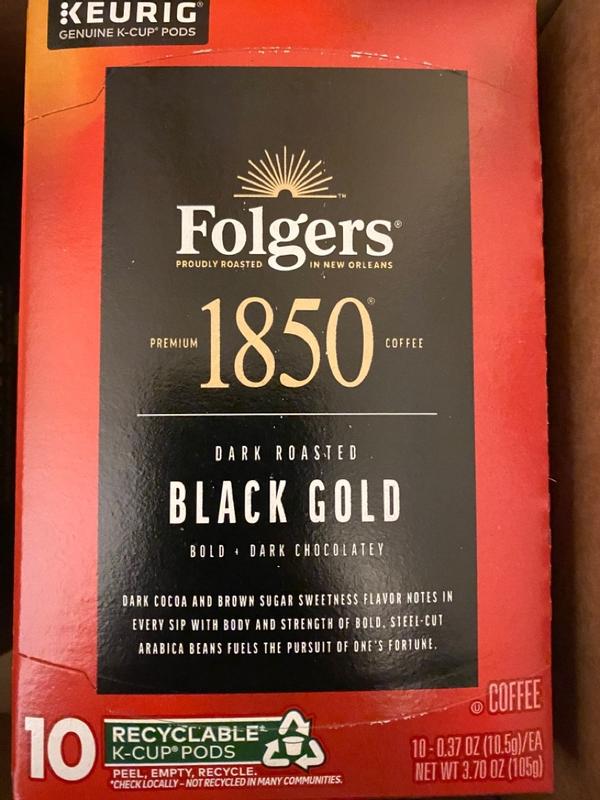 KEURIG®
GENUINE K-CUP® PODS
™
Folgers®
PROUDLY ROASTED IN NEW ORLEANS
PREMIUM 1850® COFFEE
DARK ROASTED
BLACK GOLD
BOLD + DARK CHOCOLATEY
DARK COCOA AND BROWN SUGAR SWEETNESS FLAVOR NOTES IN
EVERY SIP WITH BODY AND STRENGTH OF BOLD, STEEL-CUT
ARABICA BEANS FUELS THE PURSUIT OF ONE'S FORTUNE.
U COFFEE
10 RECYCLABLE*
K-CUP® PODS
PEEL, EMPTY, RECYCLE.
*CHECK LOCALLY – NOT RECYCLED IN MANY COMMUNITIES.
10 - 0.37 OZ (10.5g)/EA
NET WT 3.70 OZ (105g)